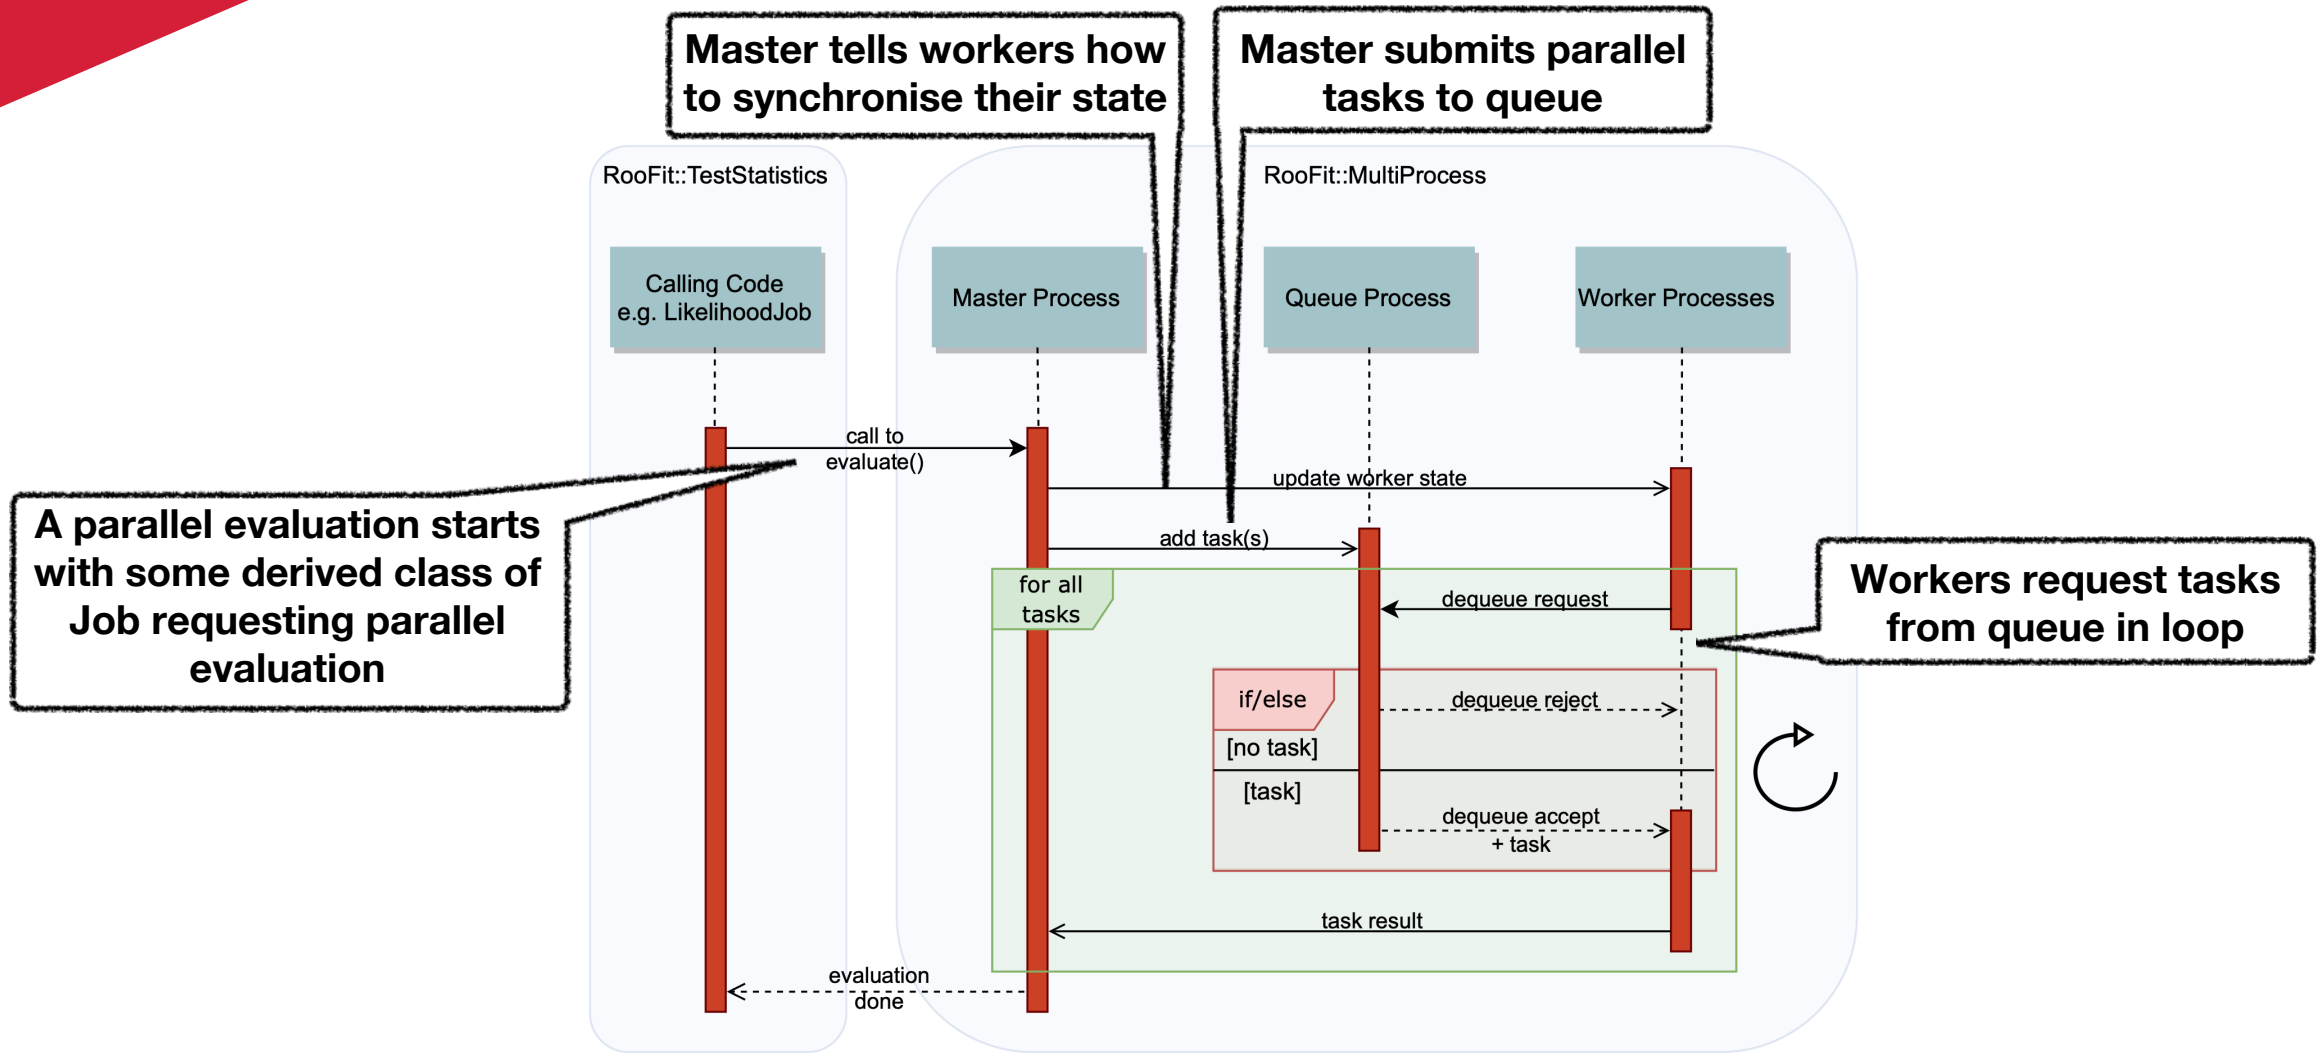 Master tells workers how
to synchronise their state
Master submits parallel
tasks to queue
RooFit::TestStatistics
RooFit::MultiProcess
Calling Code
e.g. LikelihoodJob
Master Process
Queue Process
Worker Processes
call to
evaluate()
update worker state
A parallel evaluation starts
with some derived class of
Job requesting parallel
evaluation
add task(s)
for all
tasks
dequeue request
Workers request tasks
from queue in loop
if/else
dequeue reject
[no task]
[task]
dequeue accept
+ task
task result
evaluation
done